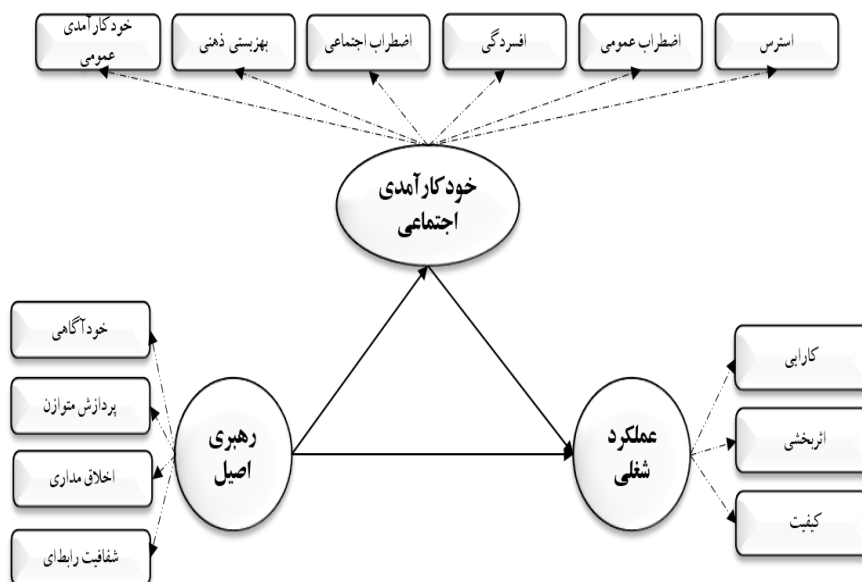 استرس
اضطراب عمومی
افسردگی
اضطراب اجتماعی
بهزیستی ذهنی
خودکارآمدی
عمومی
خودکارآمدی
اجتماعی
کارایی
اثربخشی
کیفیت
عملکرد
شغلی
رهبری
اصیل
خودآگاهی
پردازش متوازن
اخلاق مداری
شفافیت رابطه‌ای